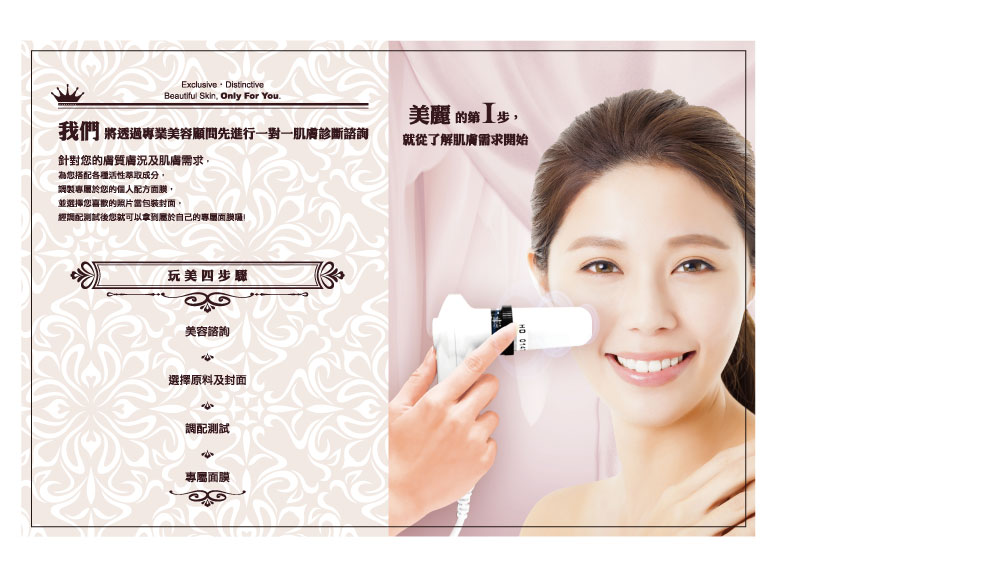 Exclusive · Distinctive
Beautiful Skin, Only For You.
我們 將透過專業美容顧問先進行一對一肌膚診斷諮詢
針對您的膚質膚況及肌膚需求，
為您搭配各種活性萃取成分，
調製專屬於您的個人配方面膜，
並選擇您喜歡的照片當包裝封面，
經調配測試後您就可以拿到屬於自己的專屬面膜囉!
玩美四步驟
美容諮詢
選擇原料及封面
調配測試
專屬面膜
美麗 的第1步，
就從了解肌膚需求開始
HD